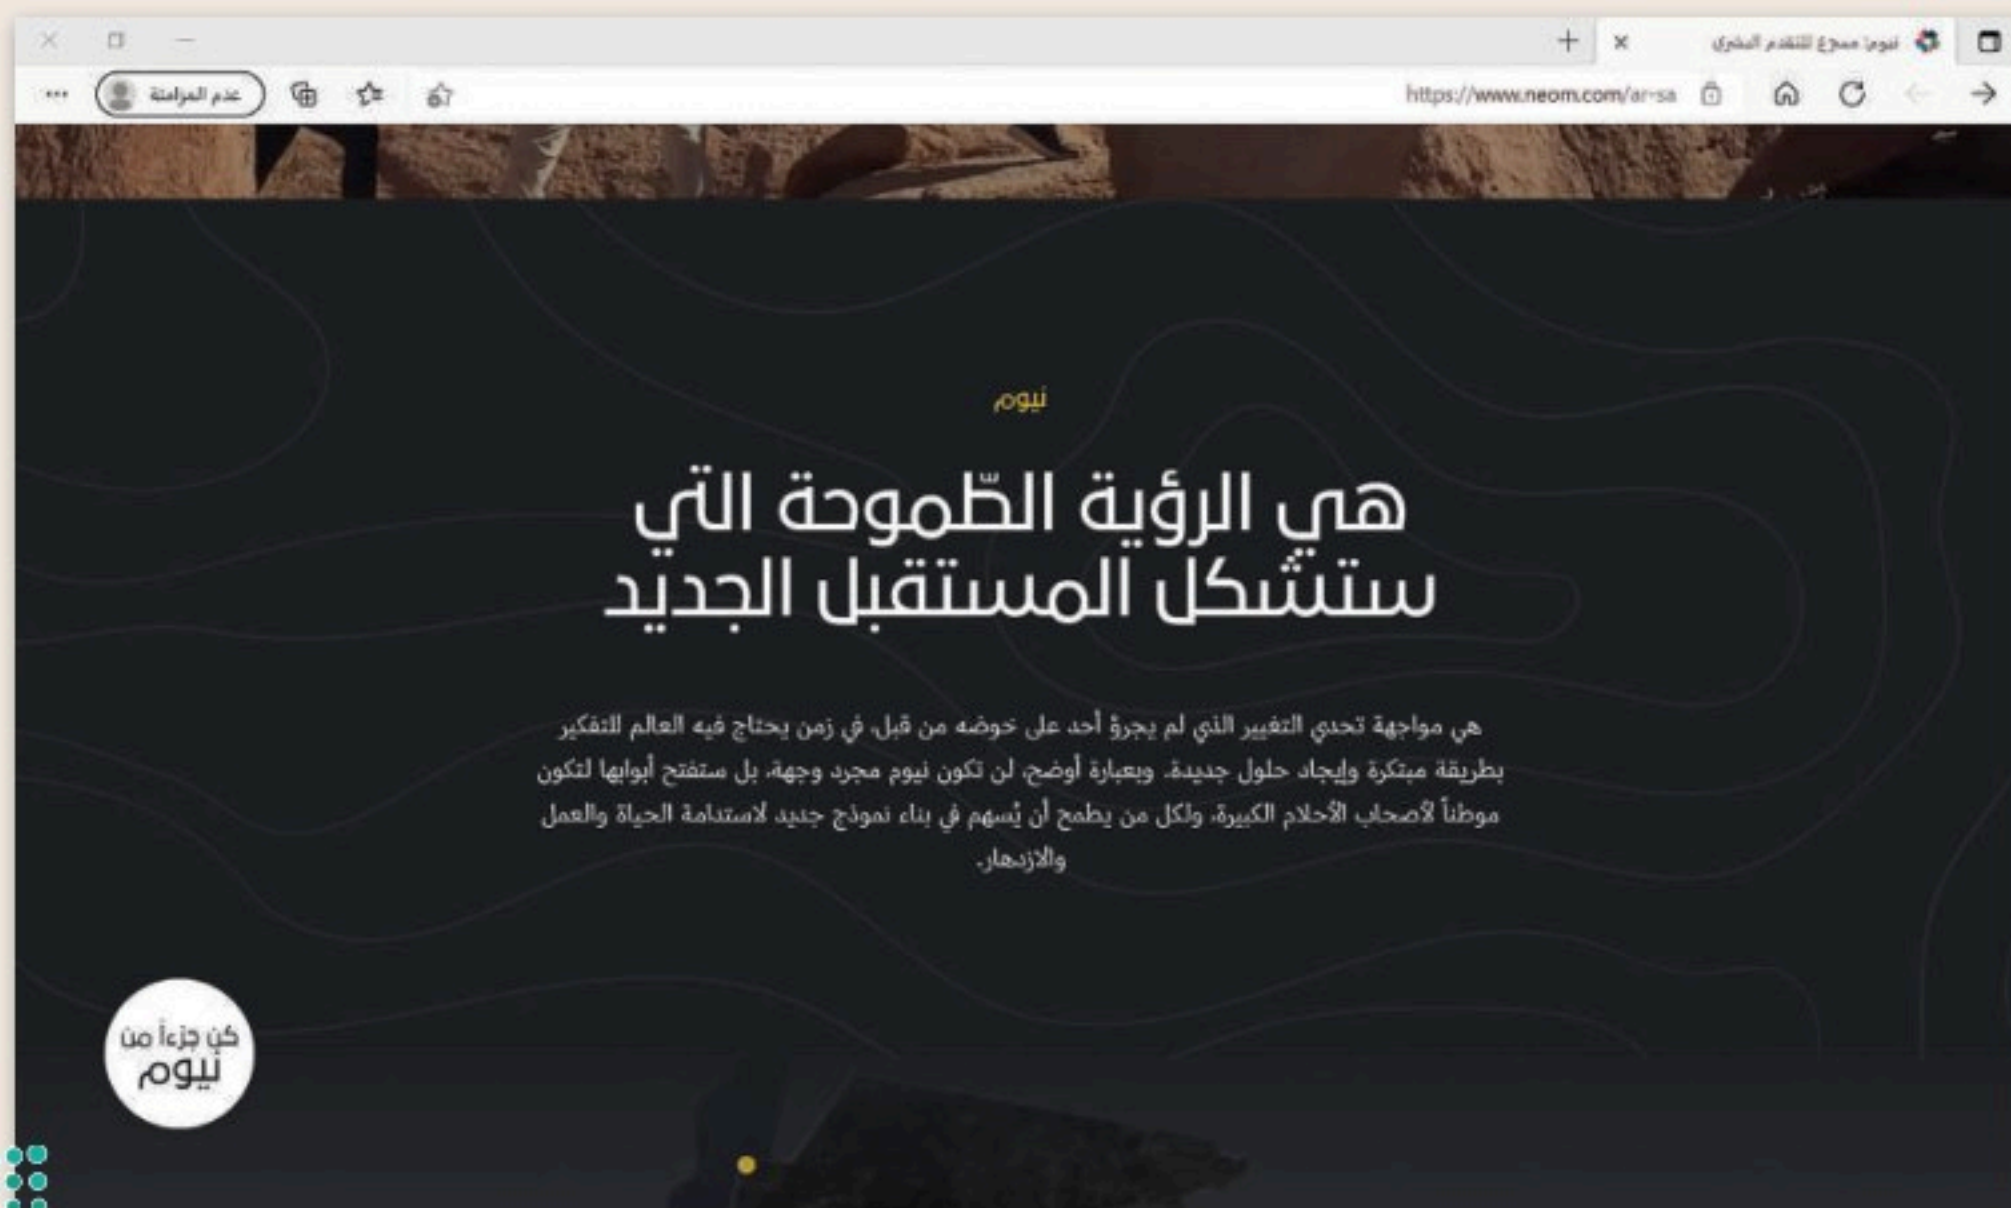 نيوم: مسرع للتقدم البشري
https://www.neom.com/ar-sa
عدم المزامنة
نيوم
هي الرؤية الطّموحة التي
ستشكل المستقبل الجديد
هي مواجهة تحدي التغيير الذي لم يجرؤ أحد على خوضه من قبل، في زمن يحتاج فيه العالم للتفكير
بطريقة مبتكرة وإيجاد حلول جديدة. وبعبارة أوضح، لن تكون نيوم مجرد وجهة، بل ستفتح أبوابها لتكون
موطناً لأصحاب الأحلام الكبيرة، ولكل من يطمح أن يُسهم في بناء نموذج جديد لاستدامة الحياة والعمل
والازدهار.
كن جزءاً من
نيوم